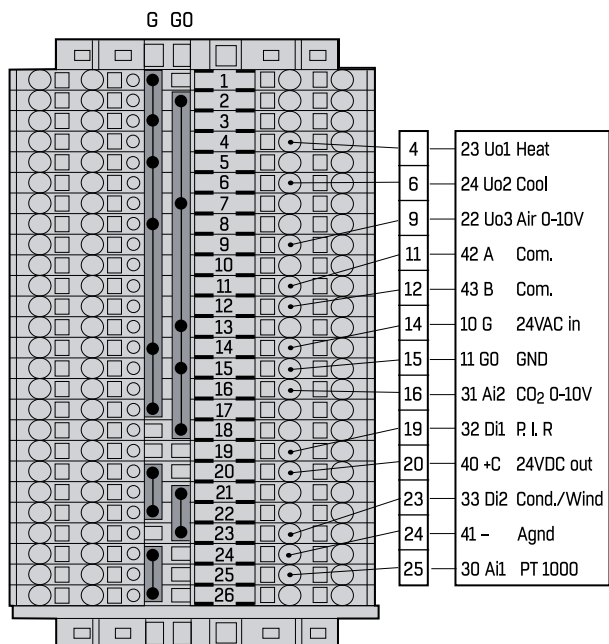 G G0
1
2
3
4
5
6
7
8
9
10
11
12
13
14
15
16
17
18
19
20
21
22
23
24
25
26
4 23 Uo1 Heat
6 24 Uo2 Cool
9 22 Uo3 Air 0-10V
11 42 A Com.
12 43 B Com.
14 10 G 24VAC in
15 11 G0 GND
16 31 Ai2 CO₂ 0-10V
19 32 Di1 P. I. R
20 40 +C 24VDC out
23 33 Di2 Cond./Wind
24 41 – Agnd
25 30 Ai1 PT 1000